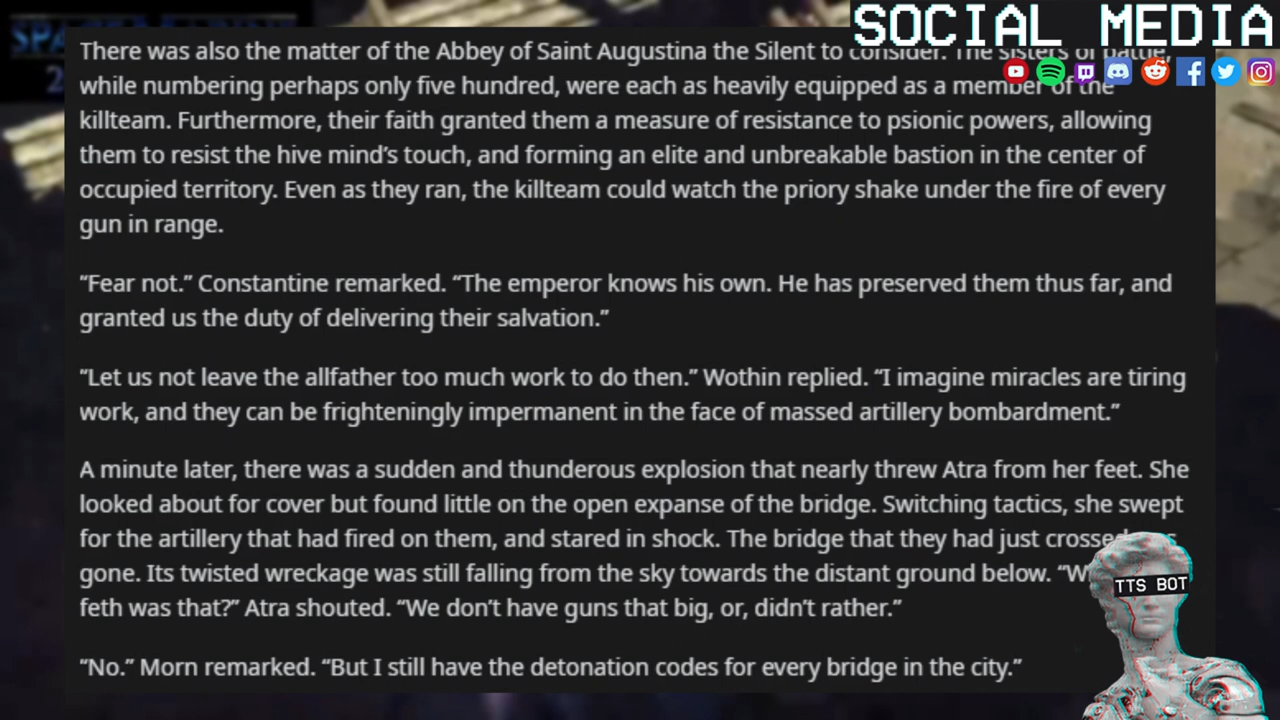 SOCIAL MEDIA
SPA
2
There was also the matter of the Abbey of Saint Augustina the Silent to consider. The sisters of battle,
while numbering perhaps only five hundred, were each as heavily equipped as a member of the
killteam. Furthermore, their faith granted them a measure of resistance to psionic powers, allowing
them to resist the hive mind’s touch, and forming an elite and unbreakable bastion in the center of
occupied territory. Even as they ran, the killteam could watch the priory shake under the fire of every
gun in range.
“Fear not.” Constantine remarked. “The emperor knows his own. He has preserved them thus far, and
granted us the duty of delivering their salvation.”
“Let us not leave the allfather too much work to do then.” Wothin replied. “I imagine miracles are tiring
work, and they can be frighteningly impermanent in the face of massed artillery bombardment.”
A minute later, there was a sudden and thunderous explosion that nearly threw Atra from her feet. She
looked about for cover but found little on the open expanse of the bridge. Switching tactics, she swept
for the artillery that had fired on them, and stared in shock. The bridge that they had just crossed
gone. Its twisted wreckage was still falling from the sky towards the distant ground below.
feth was that?” Atra shouted. “We don’t have guns that big, or, didn’t rather.”
“No.” Morn remarked. “But I still have the detonation codes for every bridge in the city.”
TTS BOT